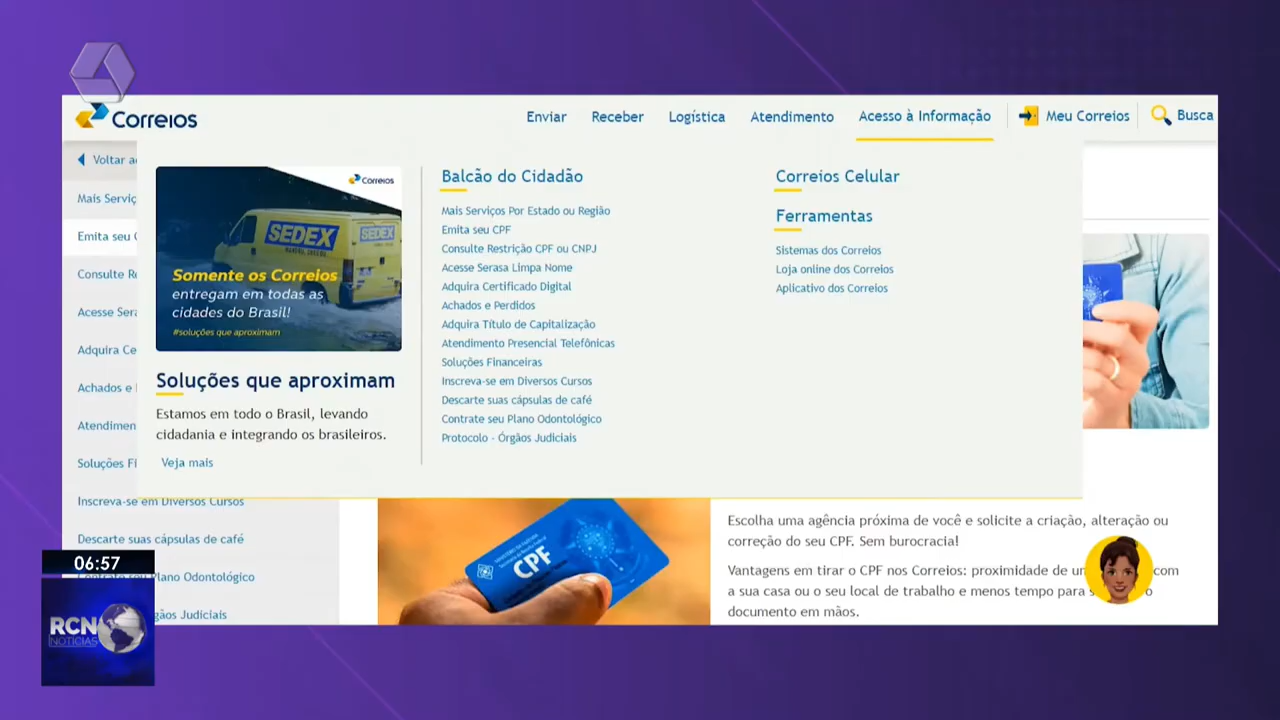 Correios
Enviar
Receber
Logística
Atendimento
Acesso à Informação
Meu Correios
Busca
Voltar
Mais Serviç
Emita seu
Consulte
Acesse Sera
Adquira Ce
Achados e
Atendimen
Soluções Fi
Inscreva-se em Diversos Cursos
Descarte suas cápsulas de café
Plano Odontológico
Judiciais
Correios
SEDEX
SEDEX
Somente os Correios
entregam em todas as
cidades do Brasil!
#soluções que aproximam
Soluções que aproximam
Estamos em todo o Brasil, levando
cidadania e integrando os brasileiros.
Veja mais
Balcão do Cidadão
Mais Serviços Por Estado ou Região
Emita seu CPF
Consulte Restrição CPF ou CNPJ
Acesse Serasa Limpa Nome
Adquira Certificado Digital
Achados e Perdidos
Adquira Título de Capitalização
Atendimento Presencial Telefônicas
Soluções Financeiras
Inscreva-se em Diversos Cursos
Descarte suas cápsulas de café
Contrate seu Plano Odontológico
Protocolo - Órgãos Judiciais
Correios Celular
Ferramentas
Sistemas dos Correios
Loja online dos Correios
Aplicativo dos Correios
CPF
Escolha uma agência próxima de você e solicite a criação, alteração ou
correção do seu CPF. Sem burocracia!
Vantagens em tirar o CPF nos Correios: proximidade de com
a sua casa ou o seu local de trabalho e menos tempo para o
documento em mãos.
06:57
RCN
NOTÍCIAS